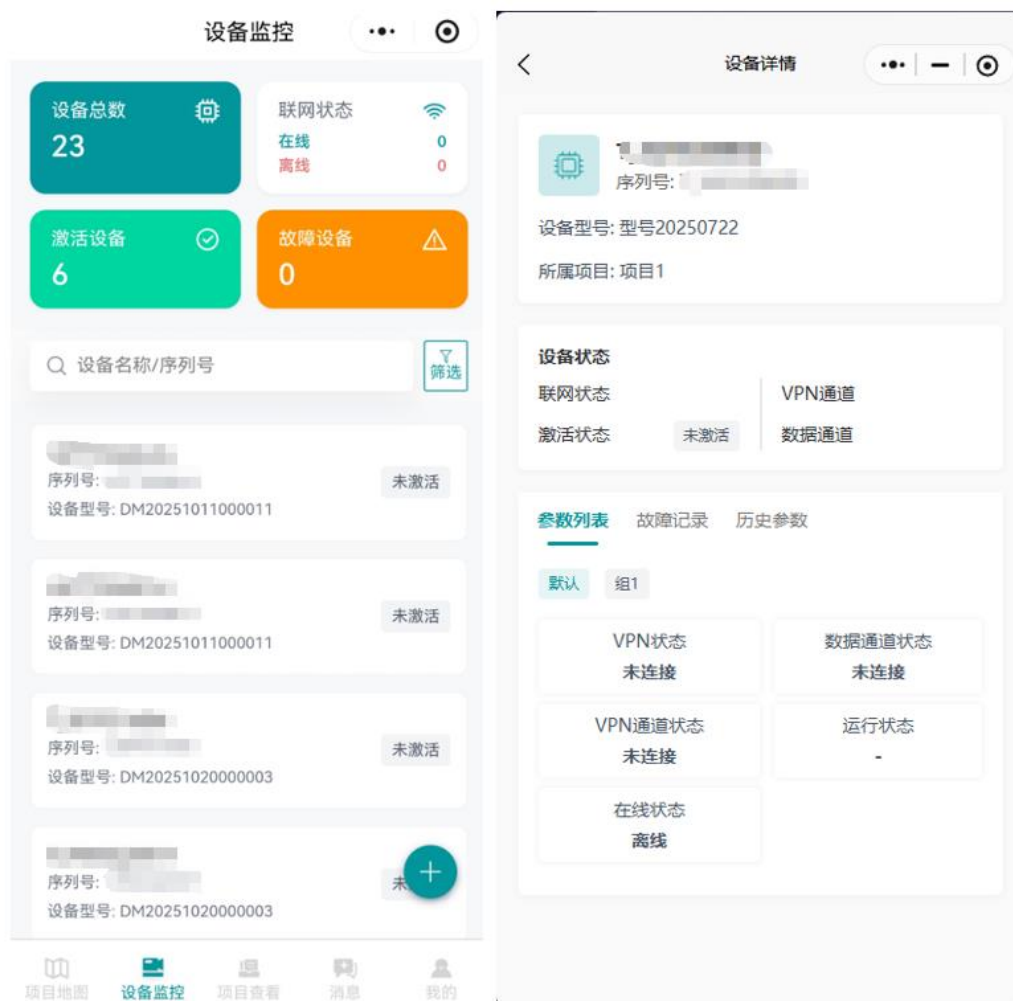 设备监控
设备总数
23
联网状态
在线 0
离线 0
激活设备
6
故障设备
0
设备名称/序列号
筛选
序列号:
未激活
设备型号: DM20251011000011
序列号:
未激活
设备型号: DM20251011000011
序列号:
未激活
设备型号: DM20251020000003
序列号:
未
设备型号: DM20251020000003
项目地图 设备监控 项目查看 消息 我的
设备详情
序列号:
设备型号: 型号20250722
所属项目: 项目1
设备状态
联网状态 VPN通道
激活状态 未激活 数据通道
参数列表 故障记录 历史参数
默认 组1
VPN状态 数据通道状态
未连接 未连接
VPN通道状态 运行状态
未连接 -
在线状态
离线